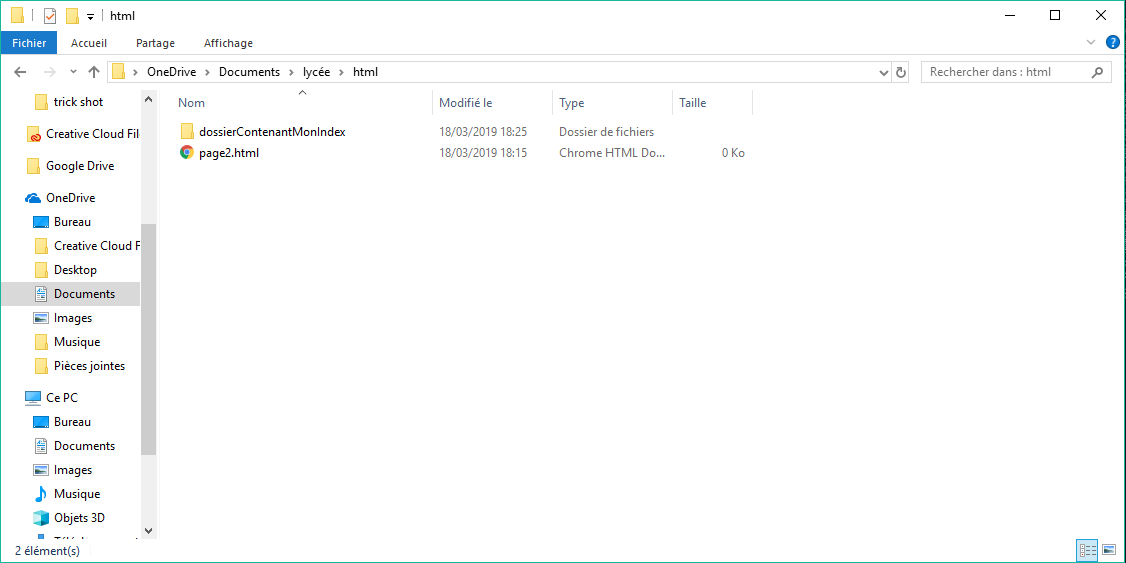 html
Fichier Accueil Partage Affichage
OneDrive Documents lycée html
Rechercher dans : html
Nom Modifié le Type Taille
dossierContenantMonIndex 18/03/2019 18:25 Dossier de fichiers
page2.html 18/03/2019 18:15 Chrome HTML Do... 0 Ko
trick shot
Creative Cloud Fil
Google Drive
OneDrive
Bureau
Creative Cloud F
Desktop
Documents
Images
Musique
Pièces jointes
Ce PC
Bureau
Documents
Images
Musique
Objets 3D
2 élément(s)